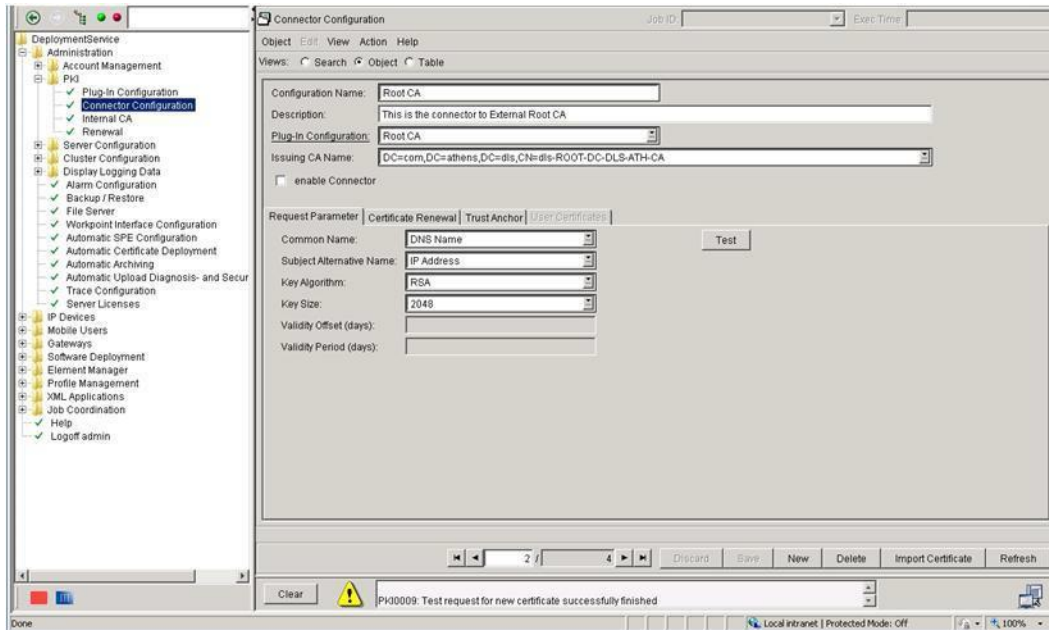 Connector Configuration
Job ID:
Exec Time
Object Edit View Action Help
Views: Search Object Table
DeploymentService
Administration
Account Management
PKI
Plug-In Configuration
Connector Configuration
Internal CA
Renewal
Server Configuration
Cluster Configuration
Display Logging Data
Alarm Configuration
Backup / Restore
File Server
Workpoint Interface Configuration
Automatic SPE Configuration
Automatic Certificate Deployment
Automatic Archiving
Automatic Upload Diagnosis- and Secur
Trace Configuration
Server Licenses
IP Devices
Mobile Users
Gateways
Software Deployment
Element Manager
Profile Management
XML Applications
Job Coordination
Help
Logoff admin
Configuration Name: Root CA
Description: This is the connector to External Root CA
Plug-In Configuration: Root CA
Issuing CA Name: DC=com,DC=athens,DC=dls,CN=dls-ROOT-DC-DLS-ATH-CA
enable Connector
Request Parameter Certificate Renewal Trust Anchor User Certificates
Common Name: DNS Name
Test
Subject Alternative Name: IP Address
Key Algorithm: RSA
Key Size: 2048
Validity Offset (days):
Validity Period (days):
2 / 4 Discard Save New Delete Import Certificate Refresh
Clear
PKI0009: Test request for new certificate successfully finished
Done
Local intranet | Protected Mode: Off
100%